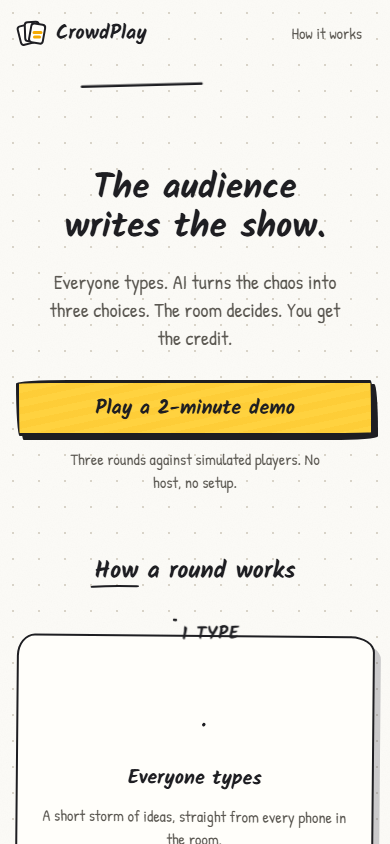 CrowdPlay
How it works
The audience
writes the show.
Everyone types. AI turns the chaos into
three choices. The room decides. You get
the credit.
Play a 2-minute demo
Three rounds against simulated players. No
host, no setup.
How a round works
1 TYPE
Everyone types
A short storm of ideas, straight from every phone in
the room.